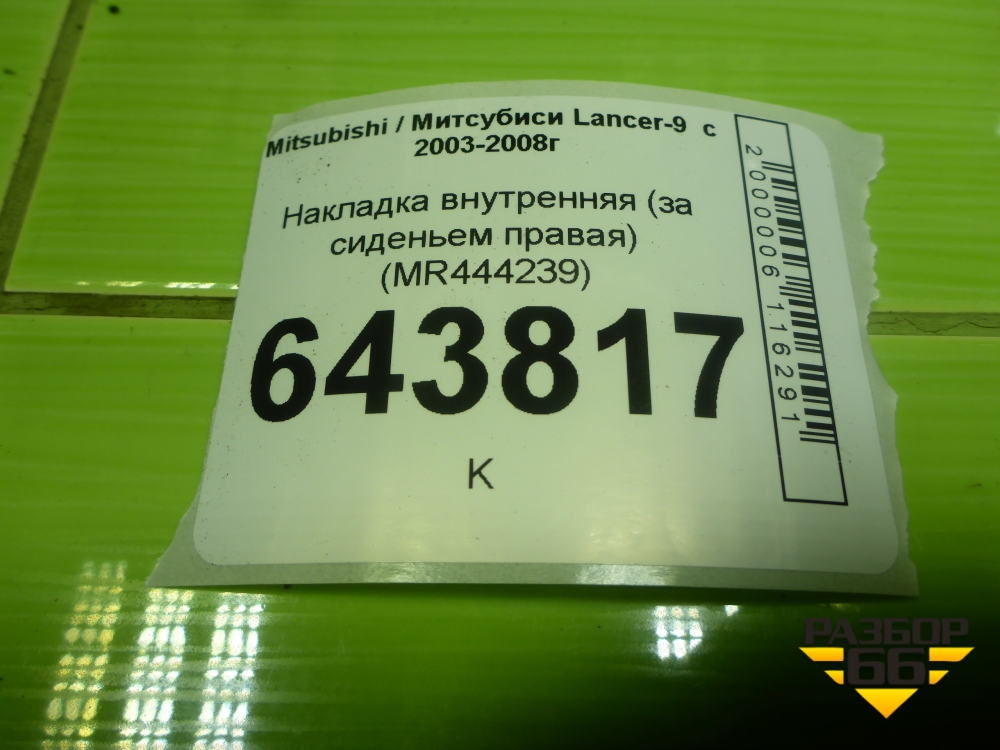 Mitsubishi / Митсубиси Lancer-9 с
2003-2008г
Накладка внутренняя (за
сиденьем правая)
(MR444239)
643817
К
2000006116291
РАЗБОР
66